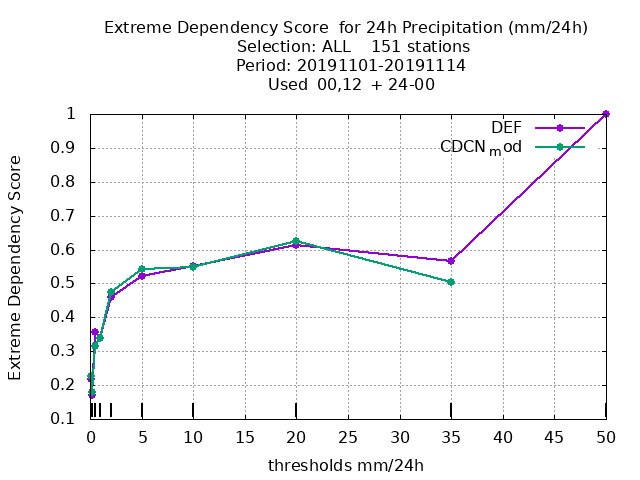 Extreme Dependency Score  for 24h Precipitation (mm/24h)
Selection: ALL    151 stations
Period: 20191101-20191114
Used  00,12  + 24-00
DEF
CDCN_mod
Extreme Dependency Score
1
0.9
0.8
0.7
0.6
0.5
0.4
0.3
0.2
0.1
0 5 10 15 20 25 30 35 40 45 50
thresholds mm/24h